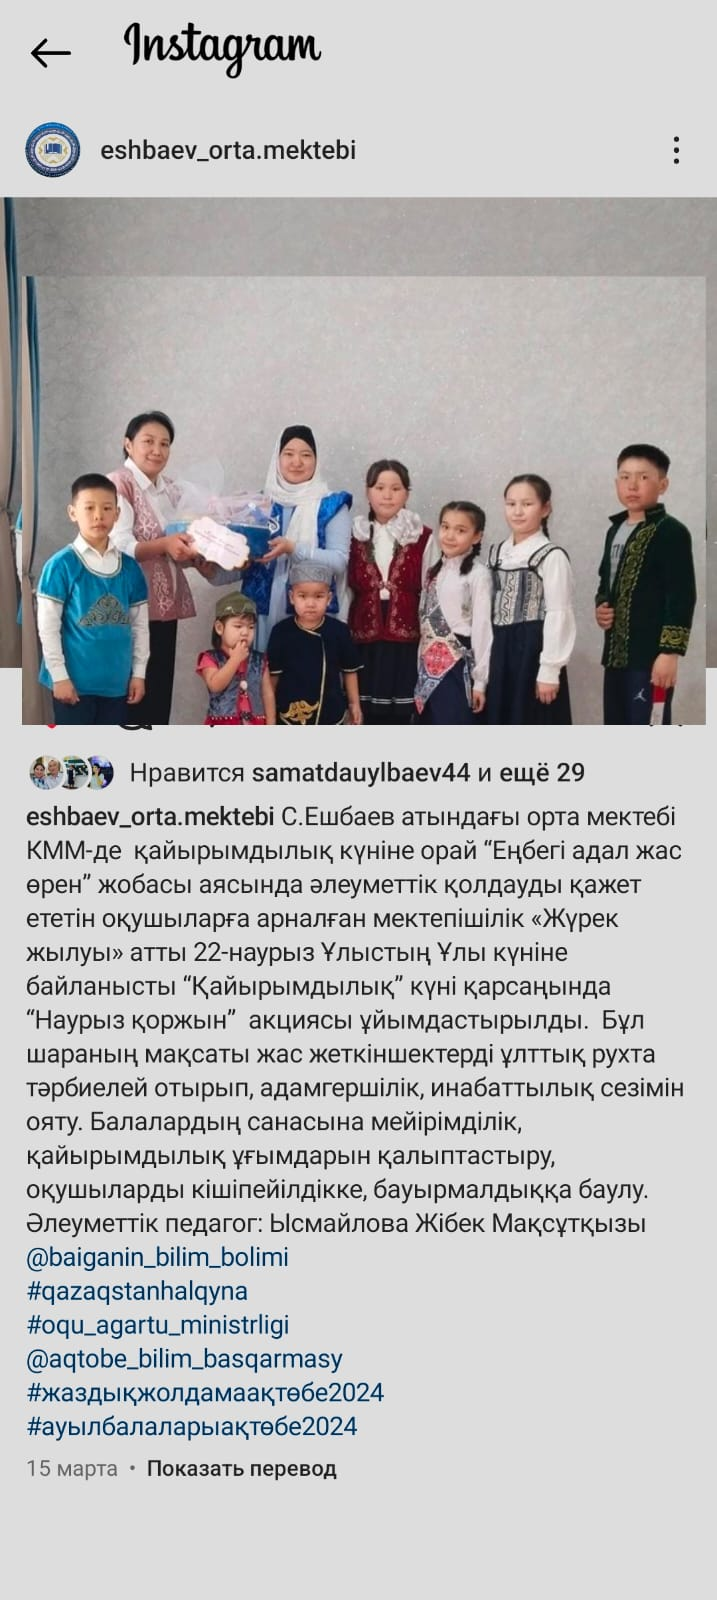 Instagram
eshbaev_orta.mektebi
Нравится samatdauylbaev44 и ещё 29
eshbaev_orta.mektebi С.Ешбаев атындағы орта мектебі
КММ-де қайырымдылық күніне орай “Еңбегі адал жас
өрен” жобасы аясында әлеуметтік қолдауды қажет
ететін оқушыларға арналған мектепішілік «Жүрек
жылуы» атты 22-наурыз Ұлыстың Ұлы күніне
байланысты “Қайырымдылық” күні қарсаңында
“Наурыз қоржын” акциясы ұйымдастырылды. Бұл
шараның мақсаты жас жеткіншектерді ұлттық рухта
тәрбиелей отырып, адамгершілік, инабаттылық сезімін
ояту. Балалардың санасына мейірімділік,
қайырымдылық ұғымдарын қалыптастыру,
оқушыларды кішіпейілдікке, бауырмалдыққа баулу.
Әлеуметтік педагог: Ысмайлова Жібек Мақсұтқызы
@baiganin_bilim_bolimi
#qazaqstanhalqyna
#oqu_agartu_ministrligi
@aqtobe_bilim_basqarmasy
#жаздықжолдамаақтөбе2024
#ауылбалаларыақтөбе2024
15 марта • Показать перевод